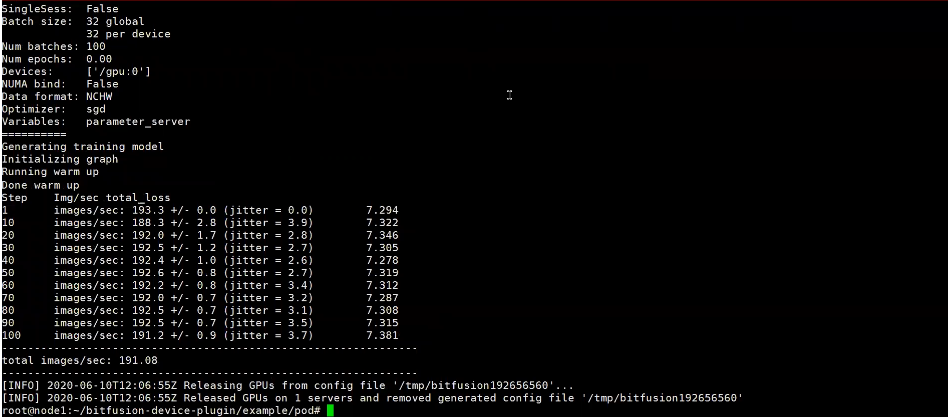 SingleSess:  False
Batch size:  32 global
             32 per device
Num batches: 100
Num epochs:  0.00
Devices:     ['/gpu:0']
NUMA bind:   False
Data format: NCHW
Optimizer:   sgd
Variables:   parameter_server
==========
Generating training model
Initializing graph
Running warm up
Done warm up
Step    Img/sec total_loss
1       images/sec: 193.3 +/- 0.0 (jitter = 0.0)        7.294
10      images/sec: 188.3 +/- 2.8 (jitter = 3.9)        7.322
20      images/sec: 192.0 +/- 1.7 (jitter = 2.8)        7.346
30      images/sec: 192.5 +/- 1.2 (jitter = 2.7)        7.305
40      images/sec: 192.4 +/- 1.0 (jitter = 2.6)        7.278
50      images/sec: 192.6 +/- 0.8 (jitter = 2.7)        7.319
60      images/sec: 192.2 +/- 0.8 (jitter = 3.4)        7.312
70      images/sec: 192.0 +/- 0.7 (jitter = 3.2)        7.287
80      images/sec: 192.5 +/- 0.7 (jitter = 3.1)        7.308
90      images/sec: 192.5 +/- 0.7 (jitter = 3.5)        7.315
100     images/sec: 191.2 +/- 0.9 (jitter = 3.7)        7.381
----------------------------------------------------------------
total images/sec: 191.08
----------------------------------------------------------------
[INFO] 2020-06-10T12:06:55Z Releasing GPUs from config file '/tmp/bitfusion192656560'...
[INFO] 2020-06-10T12:06:55Z Released GPUs on 1 servers and removed generated config file '/tmp/bitfusion192656560'
root@node1:~/bitfusion-device-plugin/example/pod#